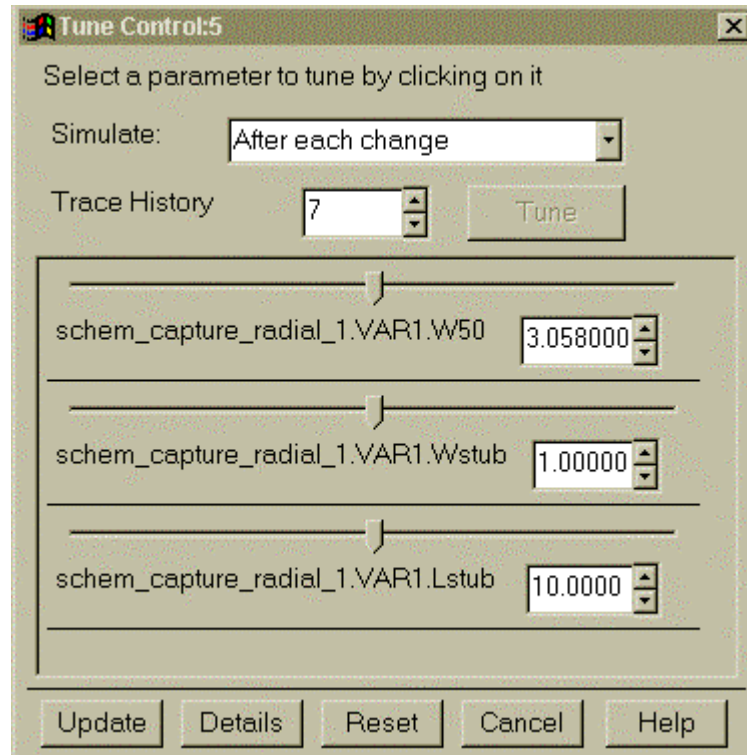 Tune Control:5
Select a parameter to tune by clicking on it
Simulate: After each change
Trace History 7 Tune
schem_capture_radial_1.VAR1.W50 3.058000
schem_capture_radial_1.VAR1.Wstub 1.00000
schem_capture_radial_1.VAR1.Lstub 10.0000
Update Details Reset Cancel Help